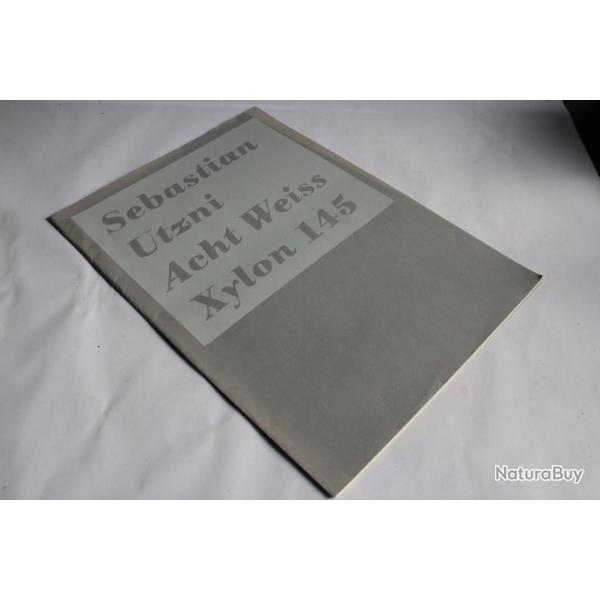 Sebastian
Utzni
Acht Weiss
Xylon 145
NaturaBuy